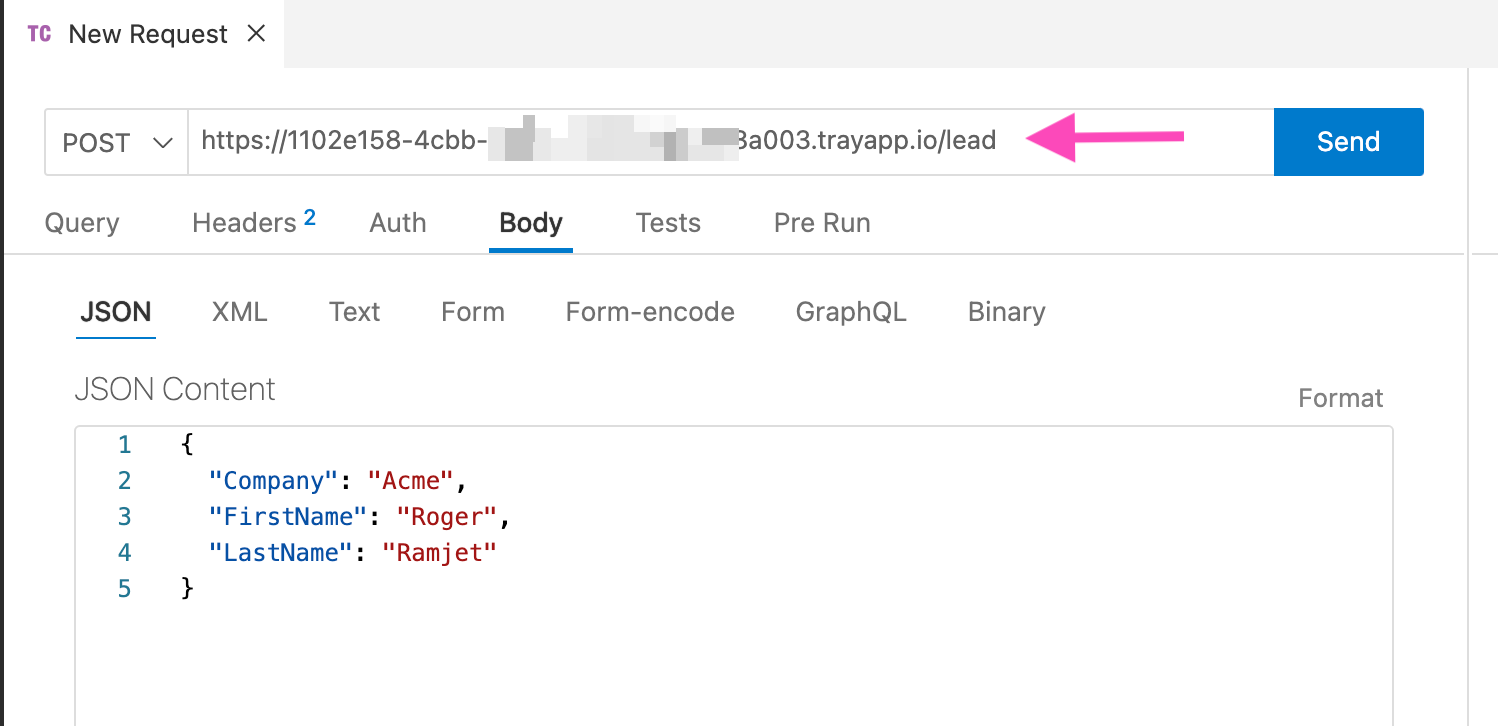 TC New Request
POST https://1102e158-4cbb- 3a003.trayapp.io/lead Send
Query Headers 2 Auth Body Tests Pre Run
JSON XML Text Form Form-encode GraphQL Binary
JSON Content
Format
1 {
2 "Company": "Acme",
3 "FirstName": "Roger",
4 "LastName": "Ramjet"
5 }